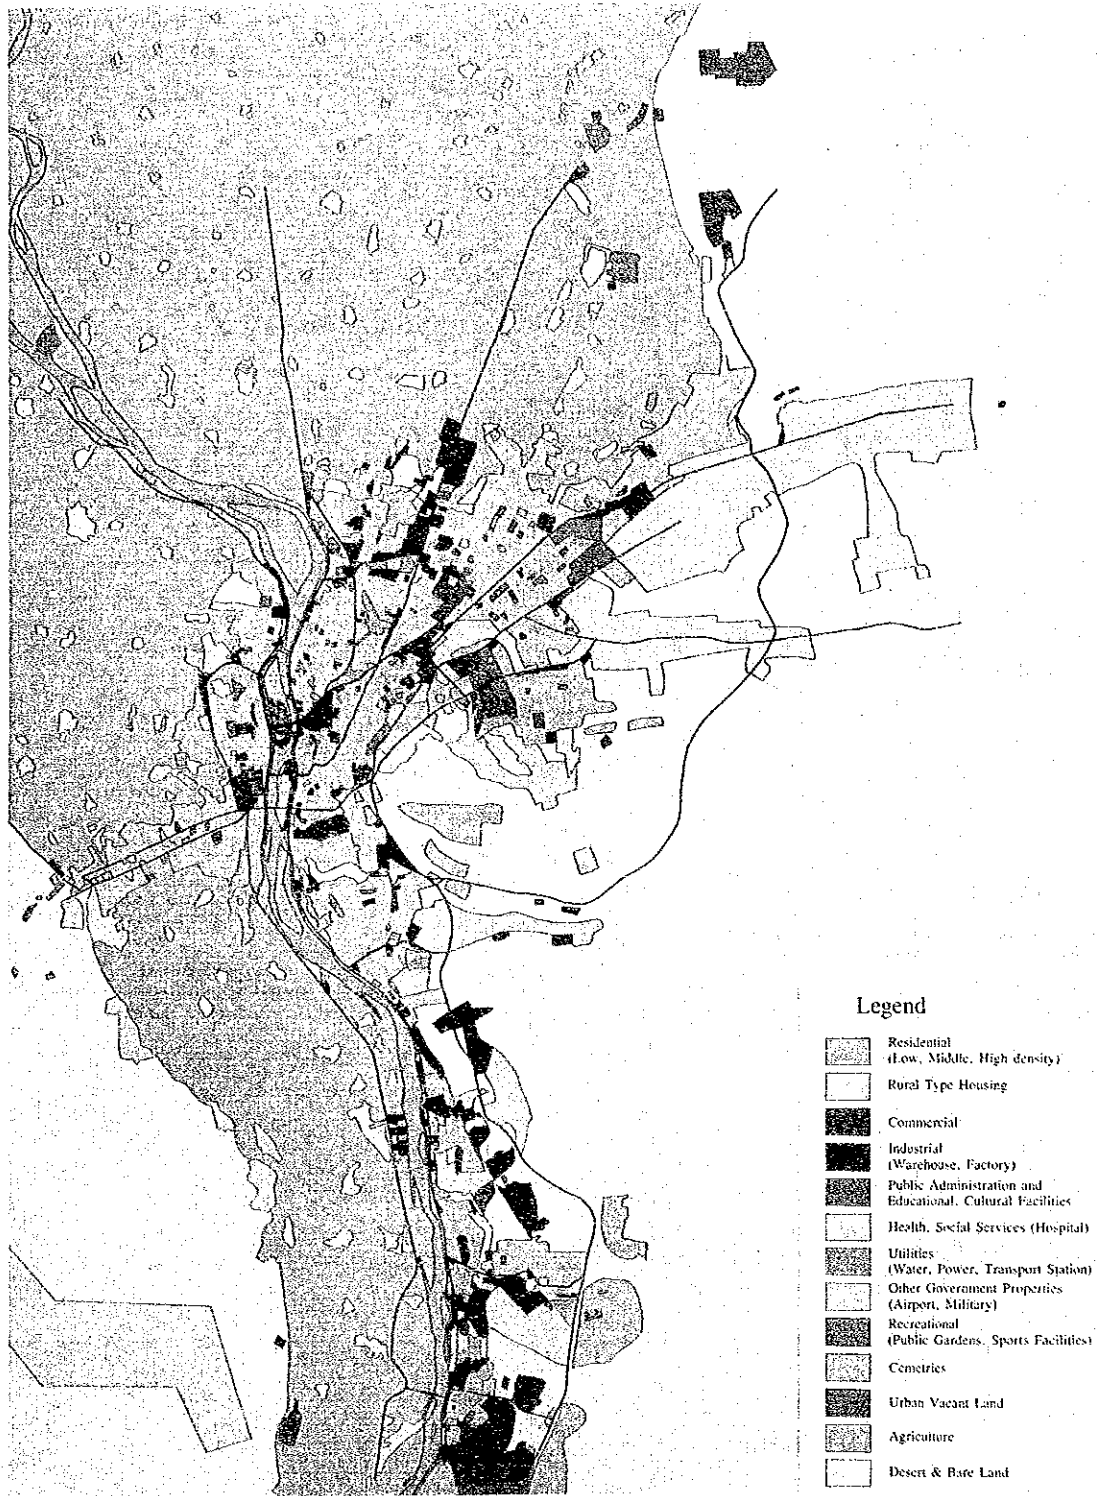 Legend
Residential
(Low, Middle, High density)
Rural Type Housing
Commercial
Industrial
(Warehouse, Factory)
Public Administration and
Educational, Cultural Facilities
Health, Social Services (Hospital)
Utilities
(Water, Power, Transport Station)
Other Government Properties
(Airport, Military)
Recreational
(Public Gardens, Sports Facilities)
Cemetries
Urban Vacant Land
Agriculture
Desert & Bare Land